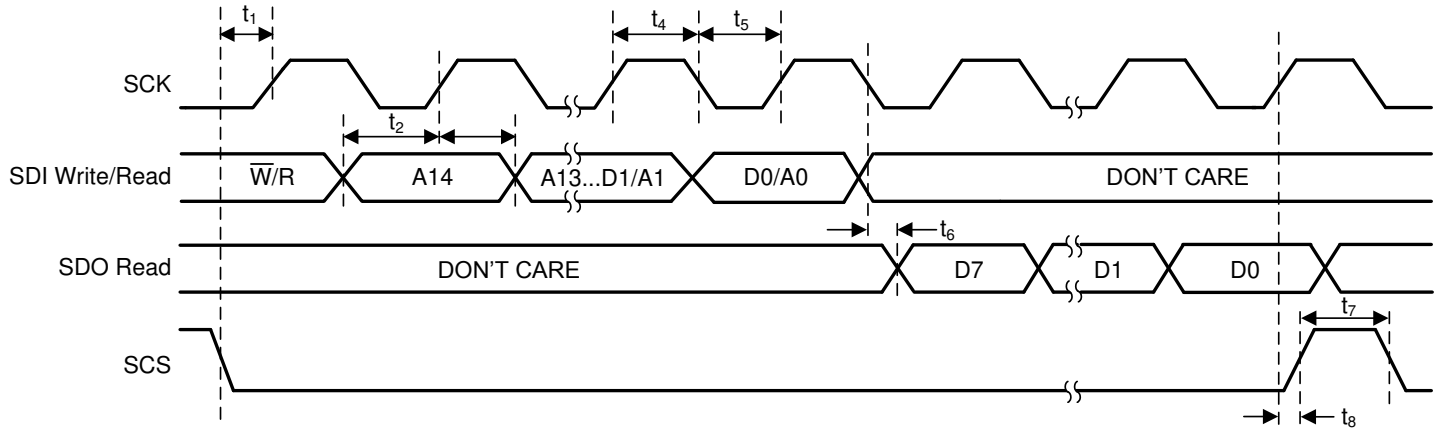 t1
t4
t5
SCK
t2
SDI Write/Read
W̅/R
A14
A13...D1/A1
D0/A0
DON'T CARE
t6
SDO Read
DON'T CARE
D7
D1
D0
t7
SCS
t8